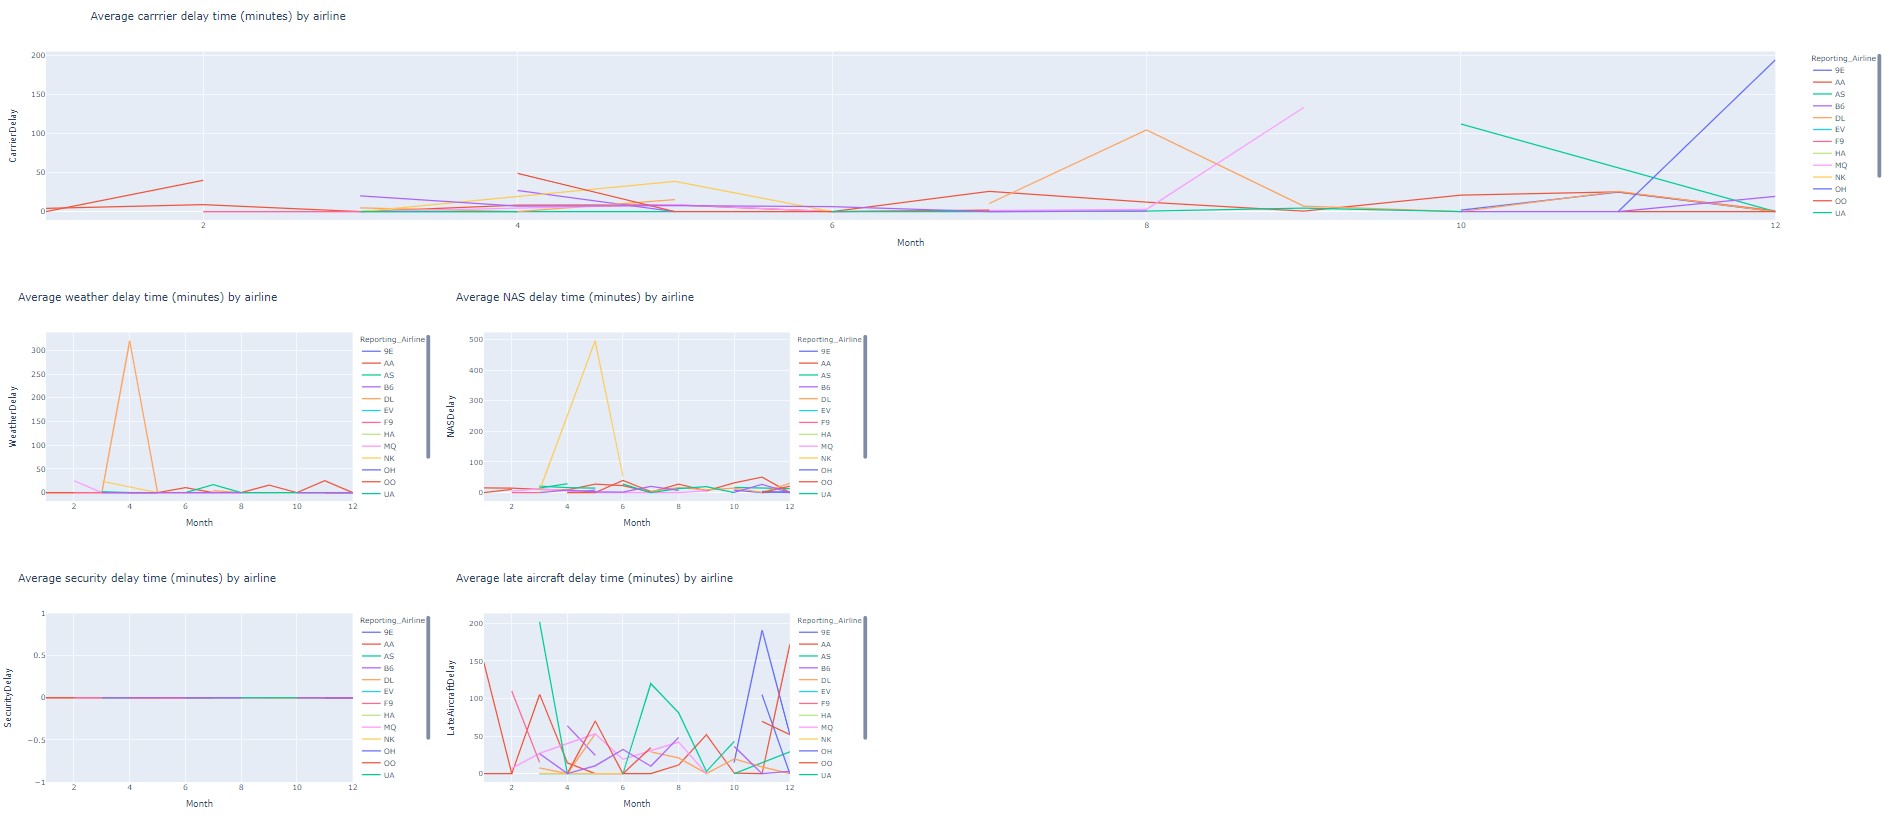 Average carrrier delay time (minutes) by airline
CarrierDelay
200
150
100
50
0
2
4
6
8
10
12
Month
Reporting_Airline
9E
AA
AS
B6
DL
EV
F9
HA
MQ
NK
OH
OO
UA
Average weather delay time (minutes) by airline
WeatherDelay
300
250
200
150
100
50
0
2
4
6
8
10
12
Month
Reporting_Airline
9E
AA
AS
B6
DL
EV
F9
HA
MQ
NK
OH
OO
UA
Average NAS delay time (minutes) by airline
NASDelay
500
400
300
200
100
0
2
4
6
8
10
12
Month
Reporting_Airline
9E
AA
AS
B6
DL
EV
F9
HA
MQ
NK
OH
OO
UA
Average security delay time (minutes) by airline
SecurityDelay
1
0.5
0
−0.5
−1
2
4
6
8
10
12
Month
Reporting_Airline
9E
AA
AS
B6
DL
EV
F9
HA
MQ
NK
OH
OO
UA
Average late aircraft delay time (minutes) by airline
LateAircraftDelay
200
150
100
50
0
2
4
6
8
10
12
Month
Reporting_Airline
9E
AA
AS
B6
DL
EV
F9
HA
MQ
NK
OH
OO
UA